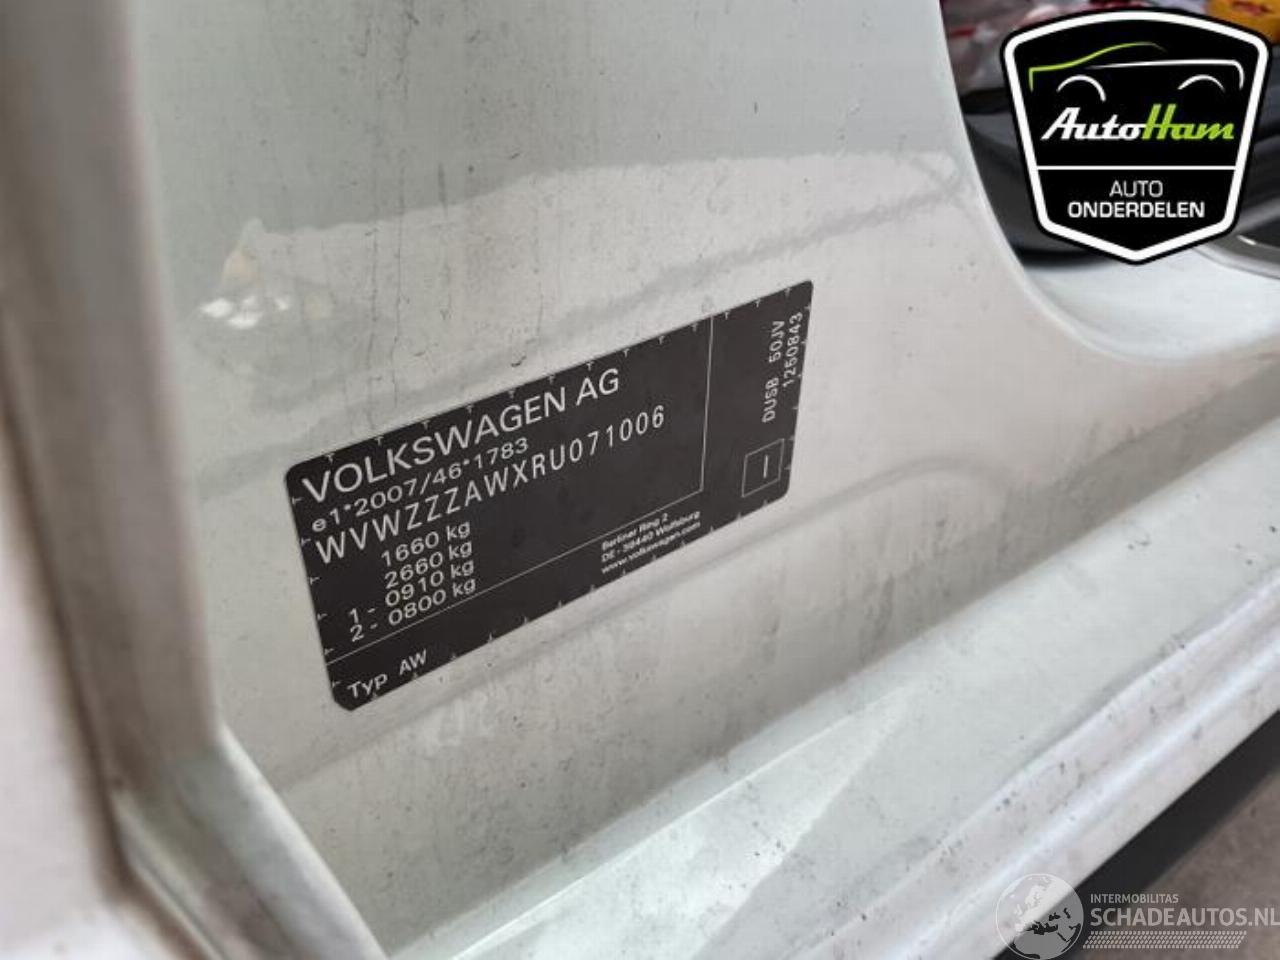 AutoHam
AUTO
ONDERDELEN
VOLKSWAGEN AG
e1*2007/46*1783
WVWZZZAWXRU071006
1660 kg
2660 kg
1 - 0910 kg
2 - 0800 kg
Berliner Ring 2
DE - 38440 Wolfsburg
www.volkswagen.com
Typ AW
DUSB 50JV
1250843
INTERMOBILITAS
SCHADEAUTOS.NL